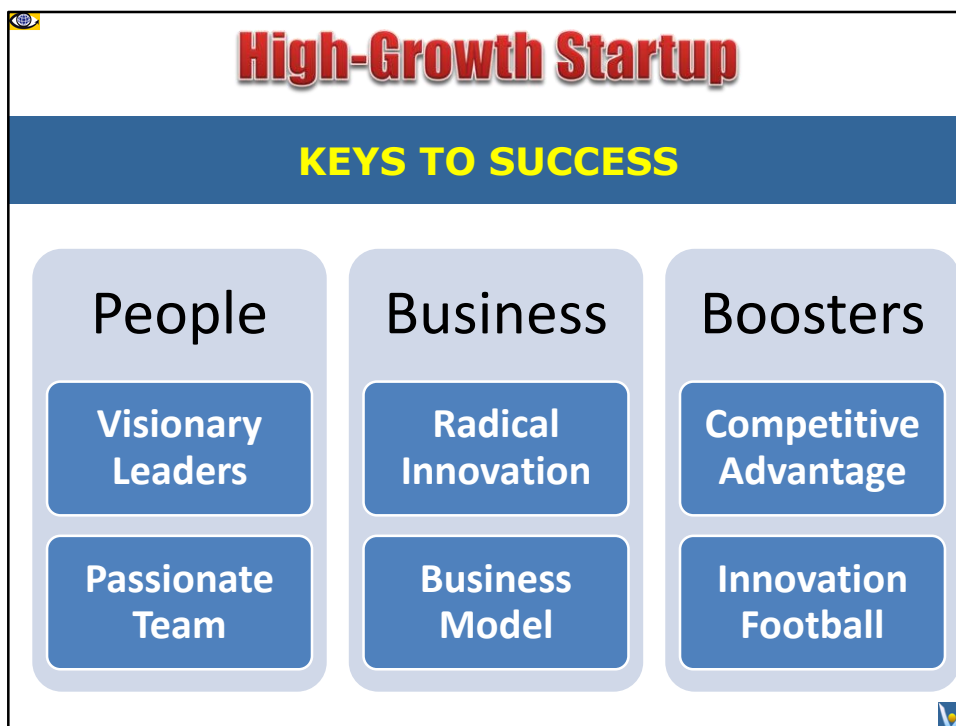 High-Growth Startup
KEYS TO SUCCESS
People
Visionary
Leaders
Passionate
Team
Business
Radical
Innovation
Business
Model
Boosters
Competitive
Advantage
Innovation
Football